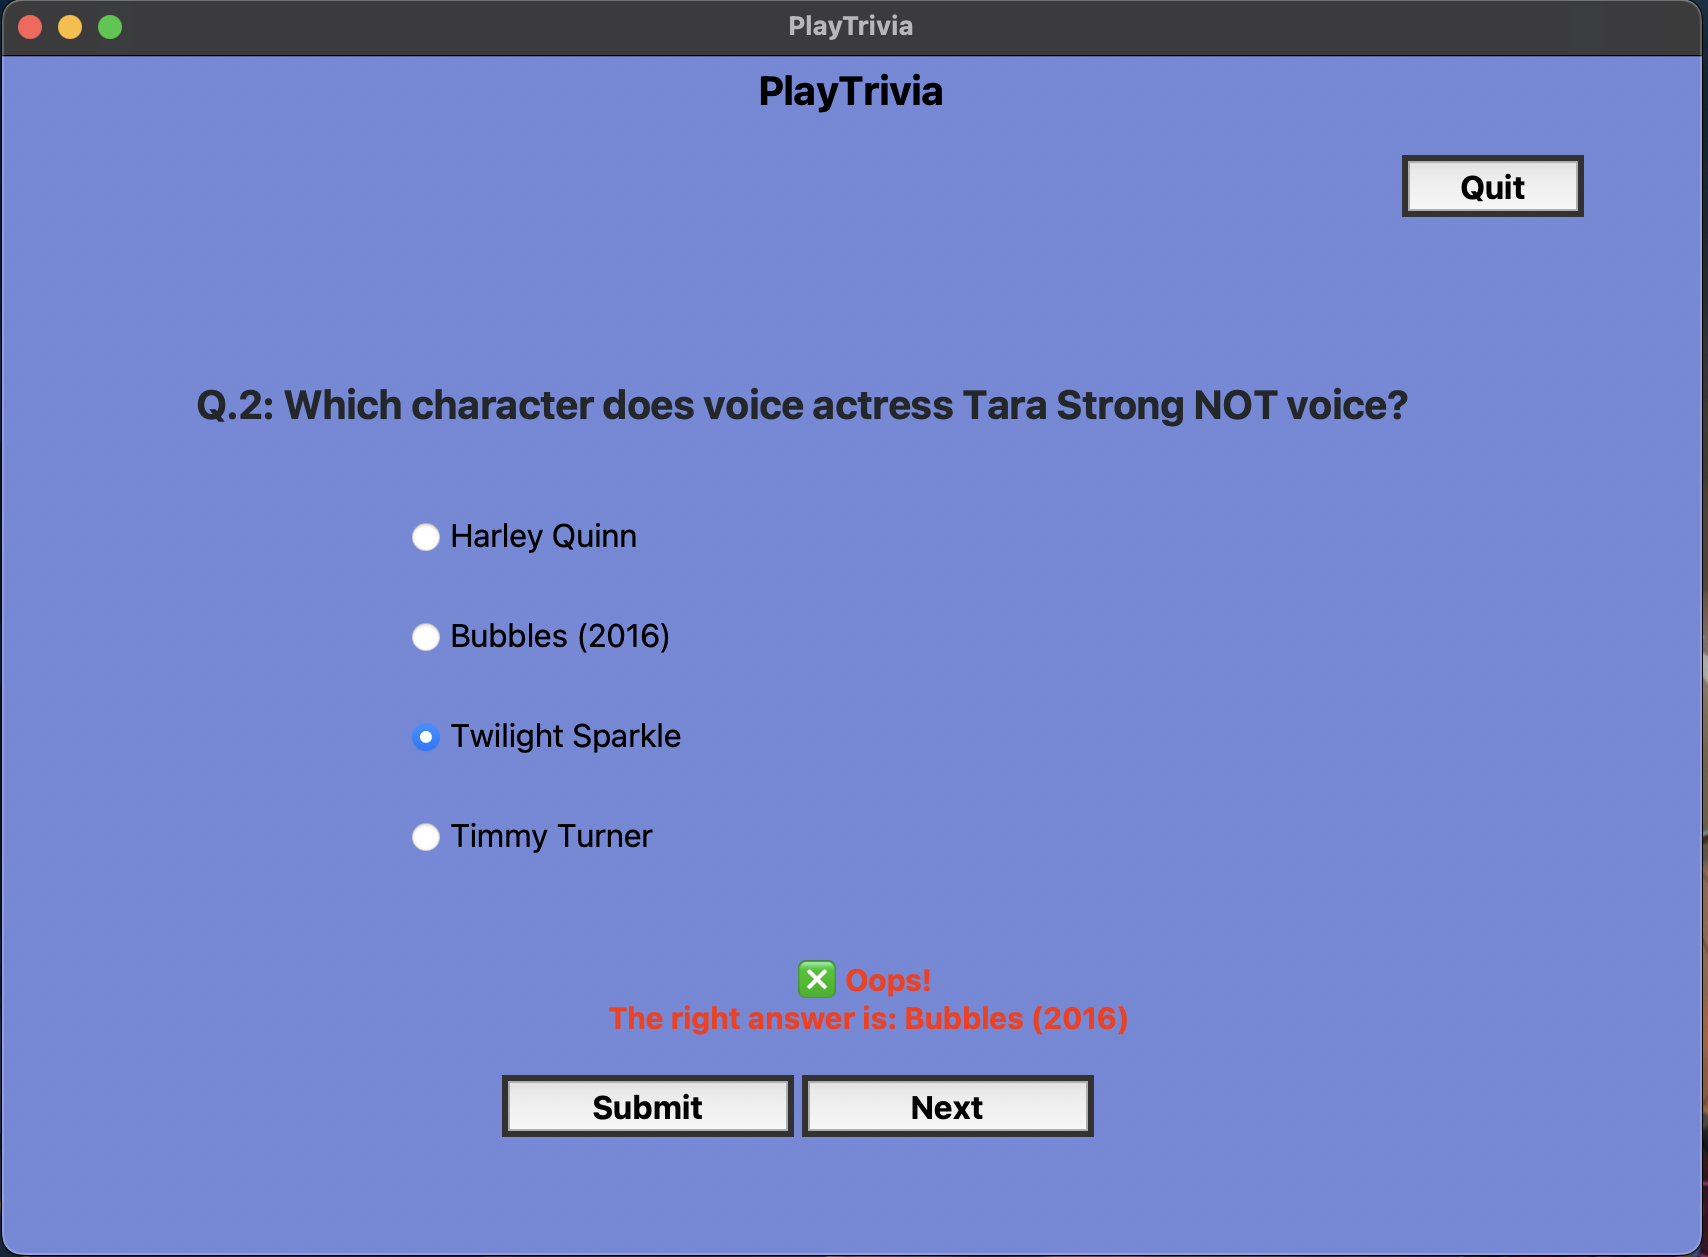 PlayTrivia
PlayTrivia
Quit
Q.2: Which character does voice actress Tara Strong NOT voice?
Harley Quinn
Bubbles (2016)
Twilight Sparkle
Timmy Turner
❎ Oops!
The right answer is: Bubbles (2016)
Submit Next